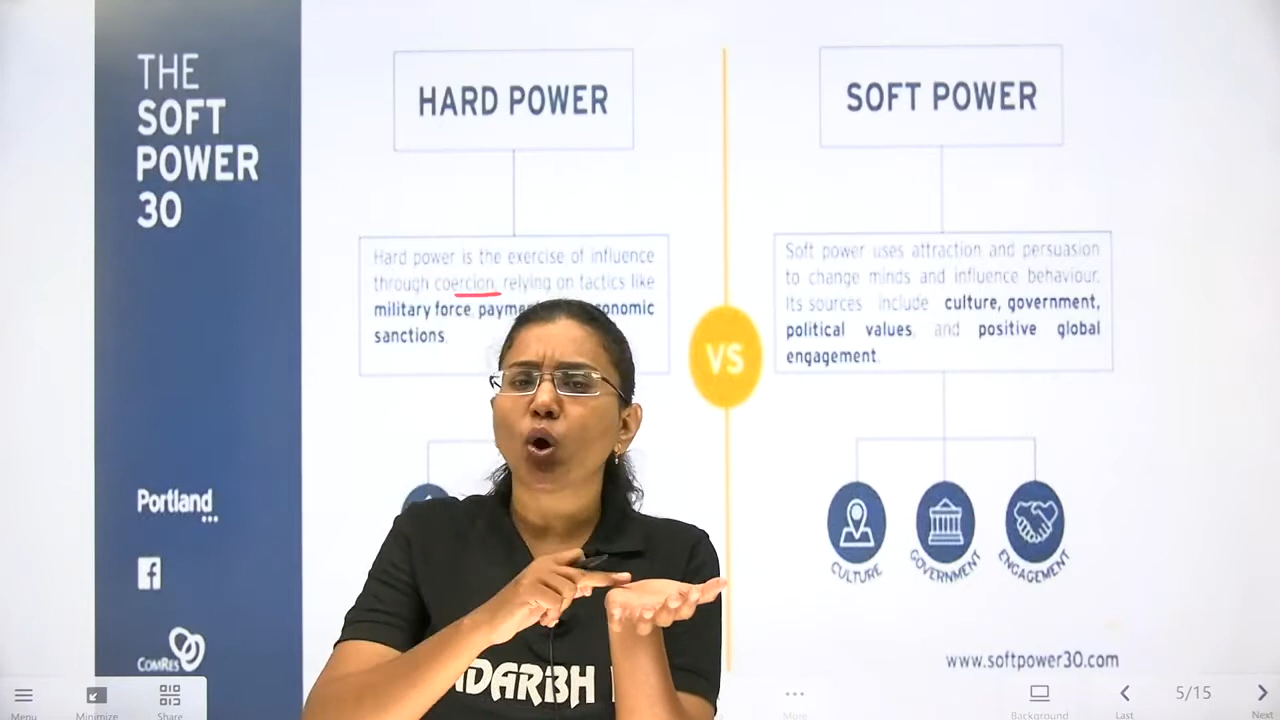 THE
SOFT
POWER
30
Portland
ComRes
HARD POWER
Hard power is the exercise of influence
through coercion, relying on tactics like
military force,
sanctions.
VS
SOFT POWER
Soft power uses attraction and persuasion
to change minds and influence behaviour.
Its sources include culture, government,
political values, and positive global
engagement.
CULTURE
GOVERNMENT
ENGAGEMENT
www.softpower30.com
Menu
Minimize
Share
More
Background
Last
5/15
Next